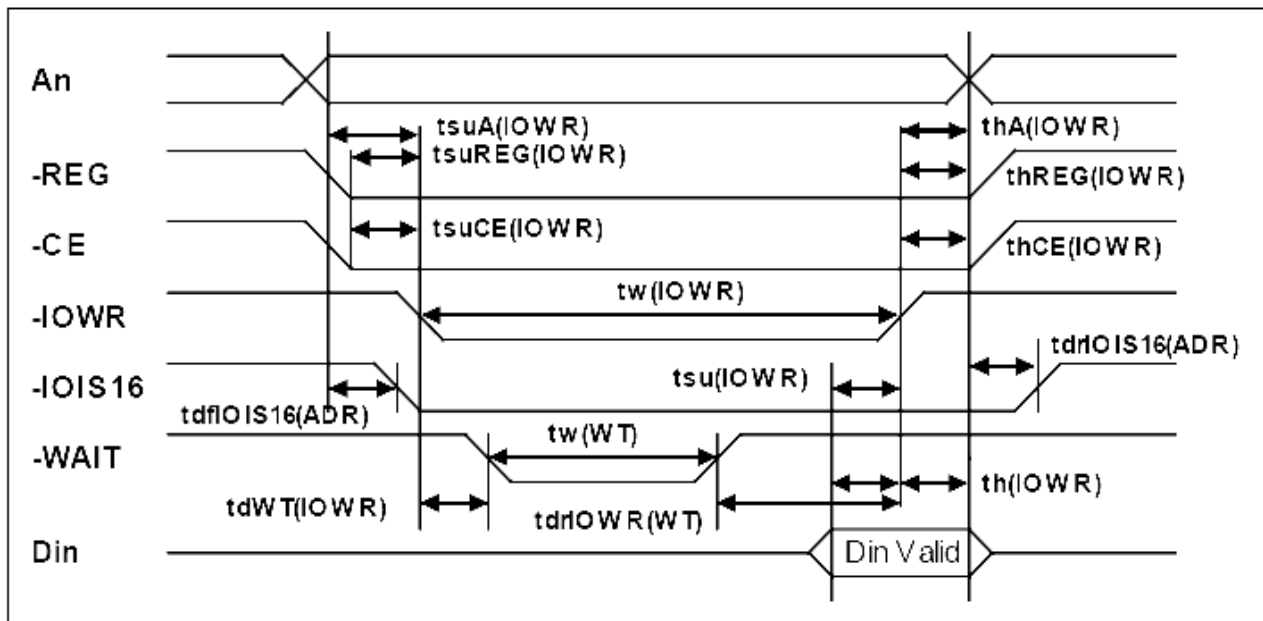 An
tsuA(IOWR)
thA(IOWR)
tsuREG(IOWR)
-REG
thREG(IOWR)
tsuCE(IOWR)
-CE
thCE(IOWR)
tw(IOWR)
-IOWR
tdrIOIS16(ADR)
tsu(IOWR)
-IOIS16
tdfIOIS16(ADR)
tw(WT)
-WAIT
th(IOWR)
tdWT(IOWR)
tdrIOWR(WT)
Din
Din Valid